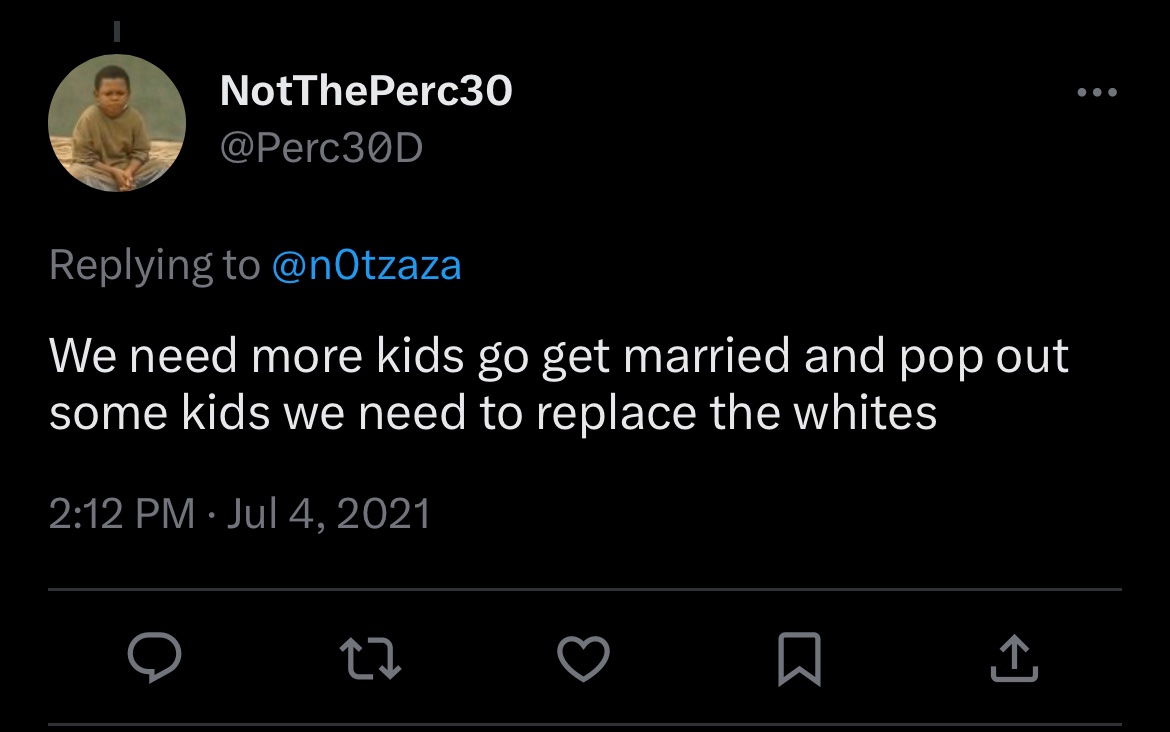 NotThePerc30
@Perc30D
Replying to @n0tzaza
We need more kids go get married and pop out
some kids we need to replace the whites
2:12 PM · Jul 4, 2021